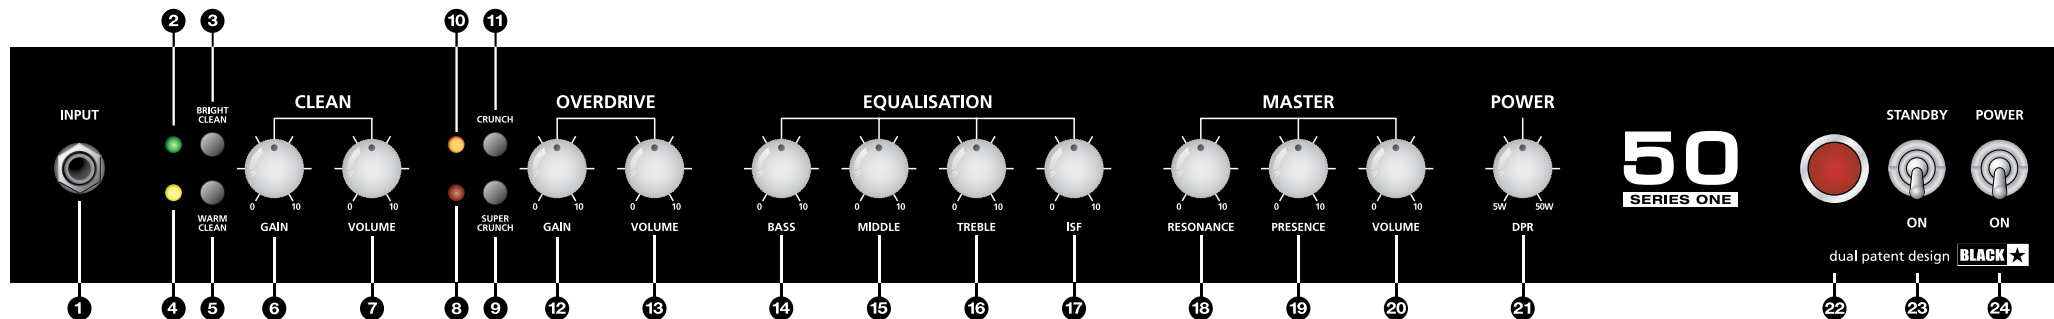 2 3 10 11
INPUT
BRIGHT
CLEAN
WARM
CLEAN
CLEAN
0 10 0 10
GAIN VOLUME
CRUNCH
SUPER
CRUNCH
OVERDRIVE
0 10 0 10
GAIN VOLUME
EQUALISATION
0 10 0 10 0 10 0 10
BASS MIDDLE TREBLE ISF
MASTER
0 10 0 10 0 10
RESONANCE PRESENCE VOLUME
POWER
5W 50W
DPR
50
SERIES ONE
STANDBY POWER
ON ON
dual patent design BLACK★
1 4 5 6 7 8 9 12 13 14 15 16 17 18 19 20 21 22 23 24